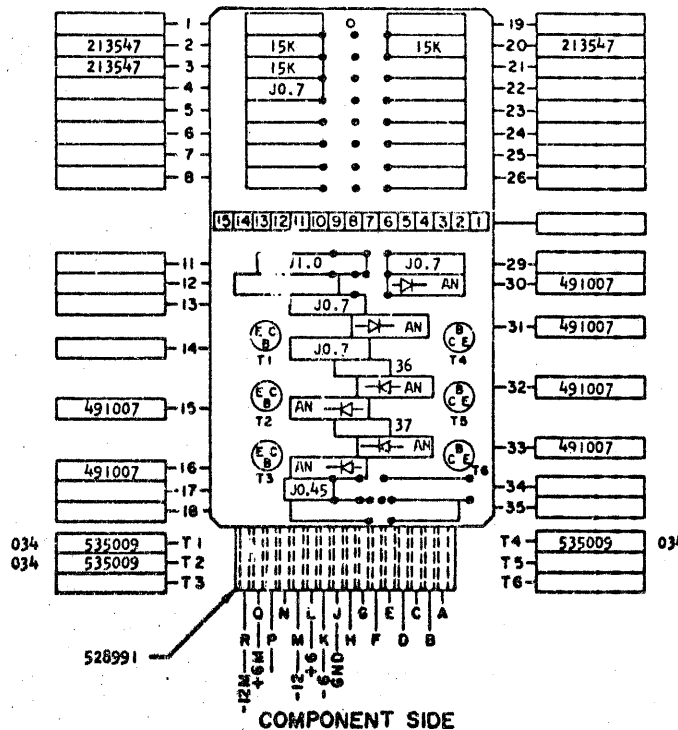 1 O 19
213547 2 15K 15K 20 213547
213547 3 15K 21
4 J0.7 22
5 23
6 24
7 25
8 26
15 14 13 12 11 10 9 8 7 6 5 4 3 2 1
11 J1.0 J0.7 29
12 AN 30 491007
13 J0.7
E C B AN B C E 31 491007
14 T1 J0.7 T4
36
E C B AN B C E 32 491007
491007 15 AN
T2 37 T5
E C B AN B C E 33 491007
491007 16 AN
T3 T6
17 J0.45 34
18 35
034 535009 T1 T4 535009 034
034 535009 T2 T5
T3 T6
Q N L J G E C A
R P M K H F D B
528991
-12M +6M -12 +6 -6 GND
COMPONENT SIDE